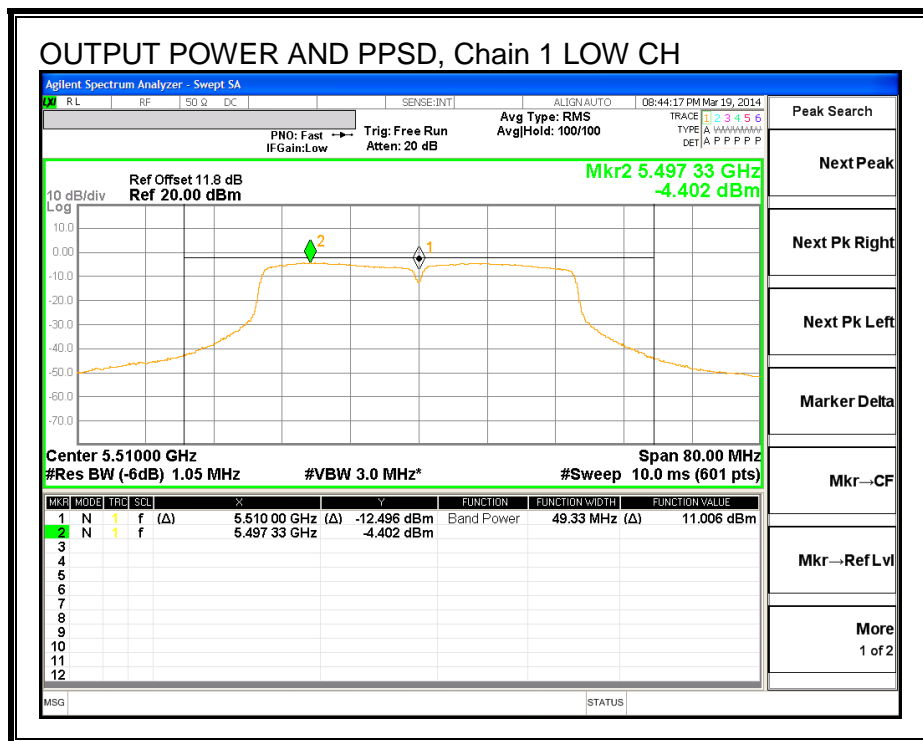 OUTPUT POWER AND PPSD, Chain 1 LOW CH
Agilent Spectrum Analyzer - Swept SA
LXI RL RF 50 Ω DC SENSE:INT ALIGN AUTO 08:44:17 PM Mar 19, 2014
PNO: Fast
IFGain:Low
Trig: Free Run
Atten: 20 dB
Avg Type: RMS
Avg|Hold: 100/100
TRACE 1 2 3 4 5 6
TYPE A WWWWW
DET A P P P P P
Mkr2 5.497 33 GHz
-4.402 dBm
Ref Offset 11.8 dB
10 dB/div Ref 20.00 dBm
Log
10.0
0.00
-10.0
-20.0
-30.0
-40.0
-50.0
-60.0
-70.0
2
1
Center 5.51000 GHz Span 80.00 MHz
#Res BW (-6dB) 1.05 MHz #VBW 3.0 MHz* #Sweep 10.0 ms (601 pts)
MKR MODE TRC SCL X Y FUNCTION FUNCTION WIDTH FUNCTION VALUE
1 N 1 f (Δ) 5.510 00 GHz (Δ) -12.496 dBm Band Power 49.33 MHz (Δ) 11.006 dBm
2 N 1 f 5.497 33 GHz -4.402 dBm
3
4
5
6
7
8
9
10
11
12
MSG STATUS
Peak Search
Next Peak
Next Pk Right
Next Pk Left
Marker Delta
Mkr→CF
Mkr→Ref Lvl
More
1 of 2